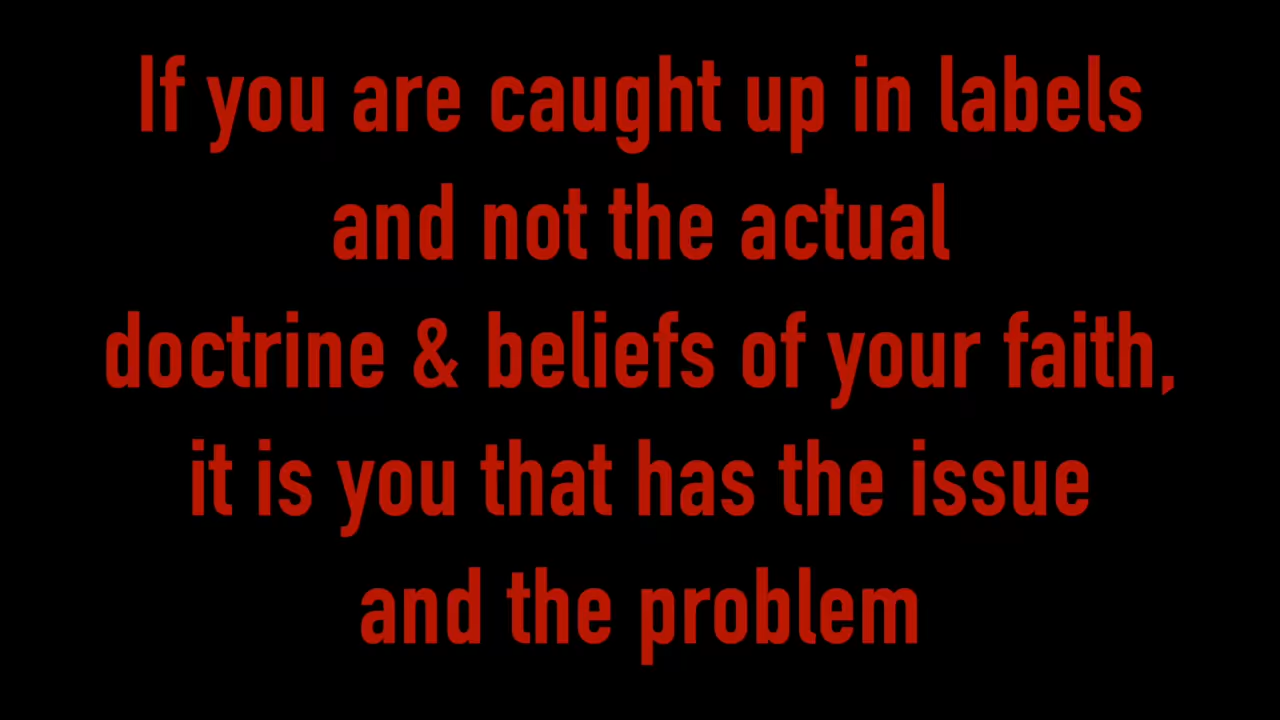 If you are caught up in labels
and not the actual
doctrine & beliefs of your faith,
it is you that has the issue
and the problem